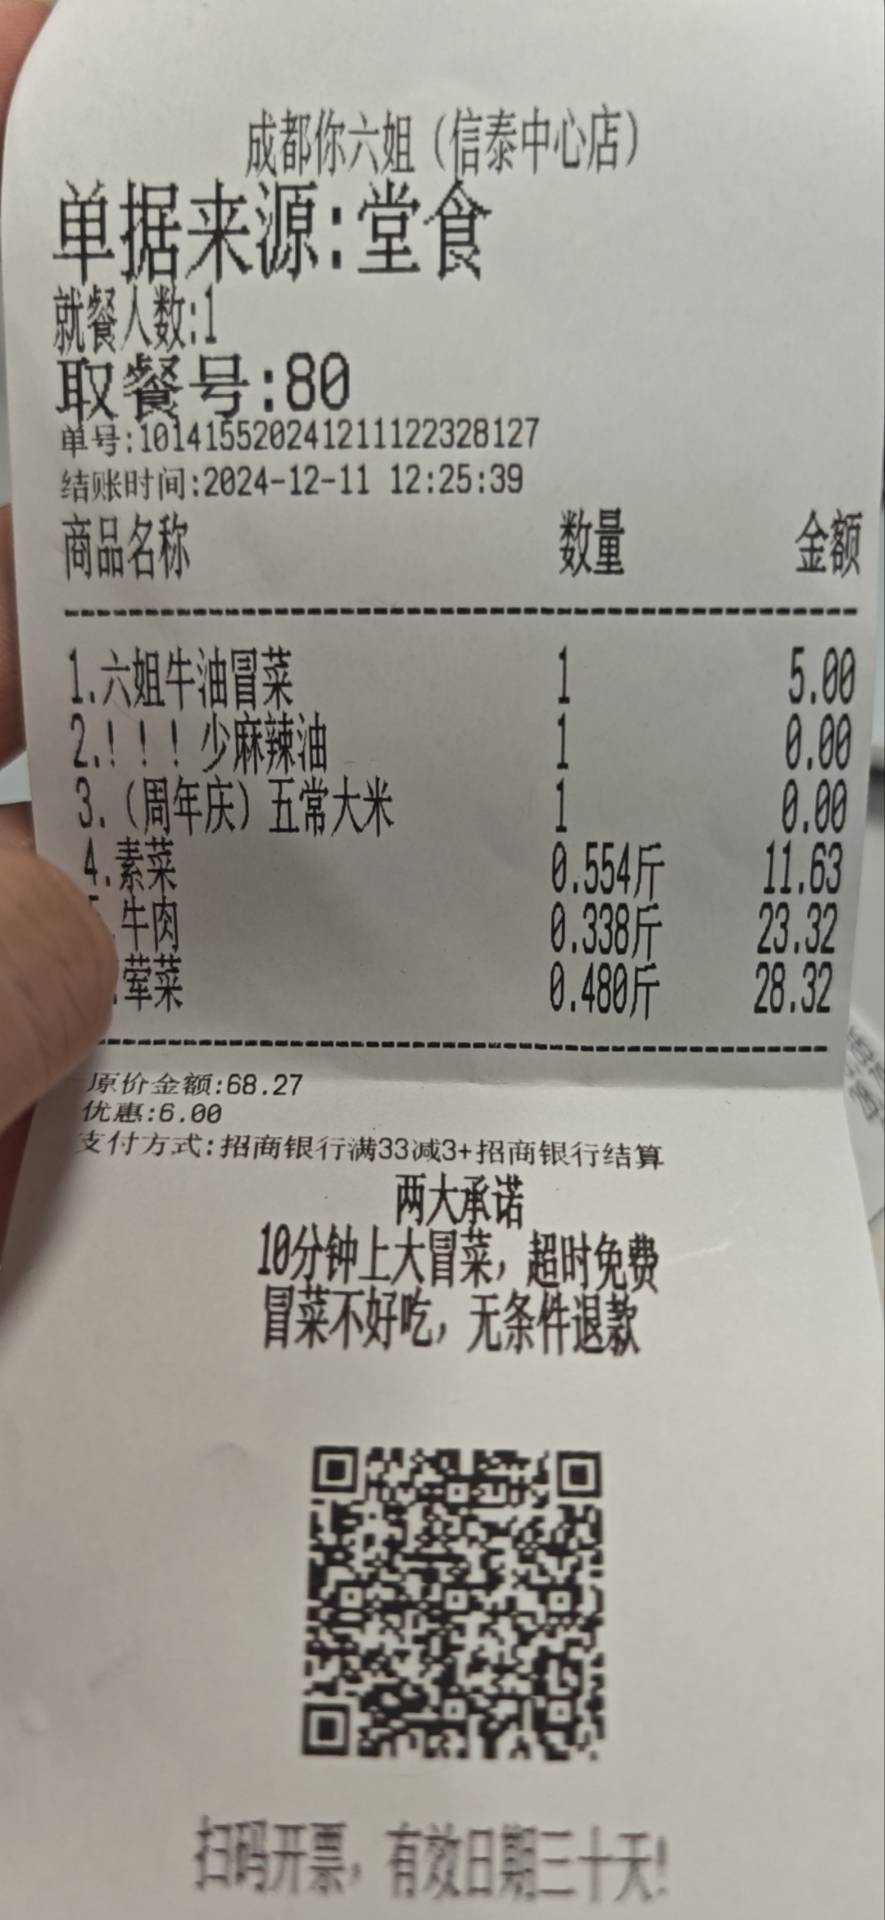 成都你六姐（信泰中心店）
单据来源:堂食
就餐人数:1
取餐号:80
单号:101415520241211122328127
结账时间:2024-12-11 12:25:39
商品名称 数量 金额
1.六姐牛油冒菜 1 5.00
2.！！！少麻辣油 1 0.00
3.（周年庆）五常大米 1 0.00
4.素菜 0.554斤 11.63
.牛肉 0.338斤 23.32
荤菜 0.480斤 28.32
原价金额:68.27
优惠:6.00
支付方式:招商银行满33减3+招商银行结算
两大承诺
10分钟上大冒菜，超时免费
冒菜不好吃，无条件退款
扫码开票，有效日期三十天!